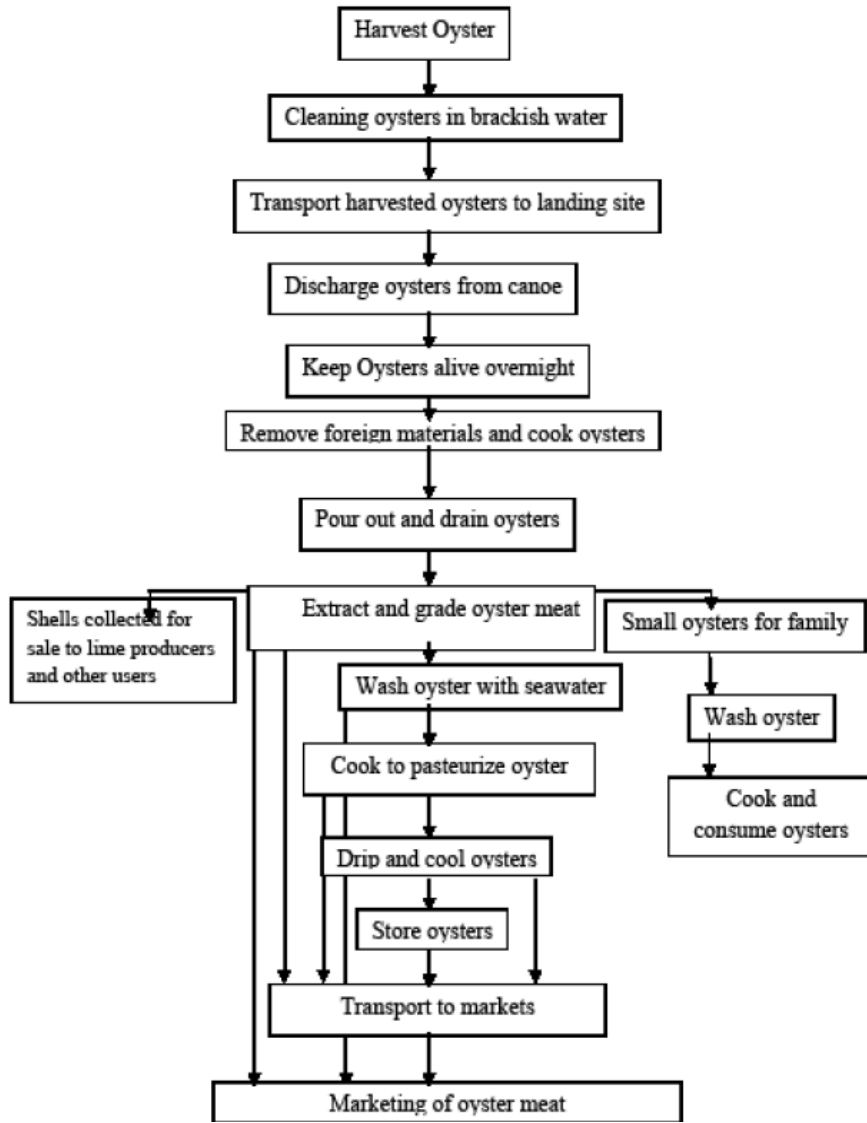 Harvest Oyster
Cleaning oysters in brackish water
Transport harvested oysters to landing site
Discharge oysters from canoe
Keep Oysters alive overnight
Remove foreign materials and cook oysters
Pour out and drain oysters
Shells collected for
sale to lime producers
and other users
Extract and grade oyster meat
Small oysters for family
Wash oyster with seawater
Wash oyster
Cook to pasteurize oyster
Cook and
consume oysters
Drip and cool oysters
Store oysters
Transport to markets
Marketing of oyster meat